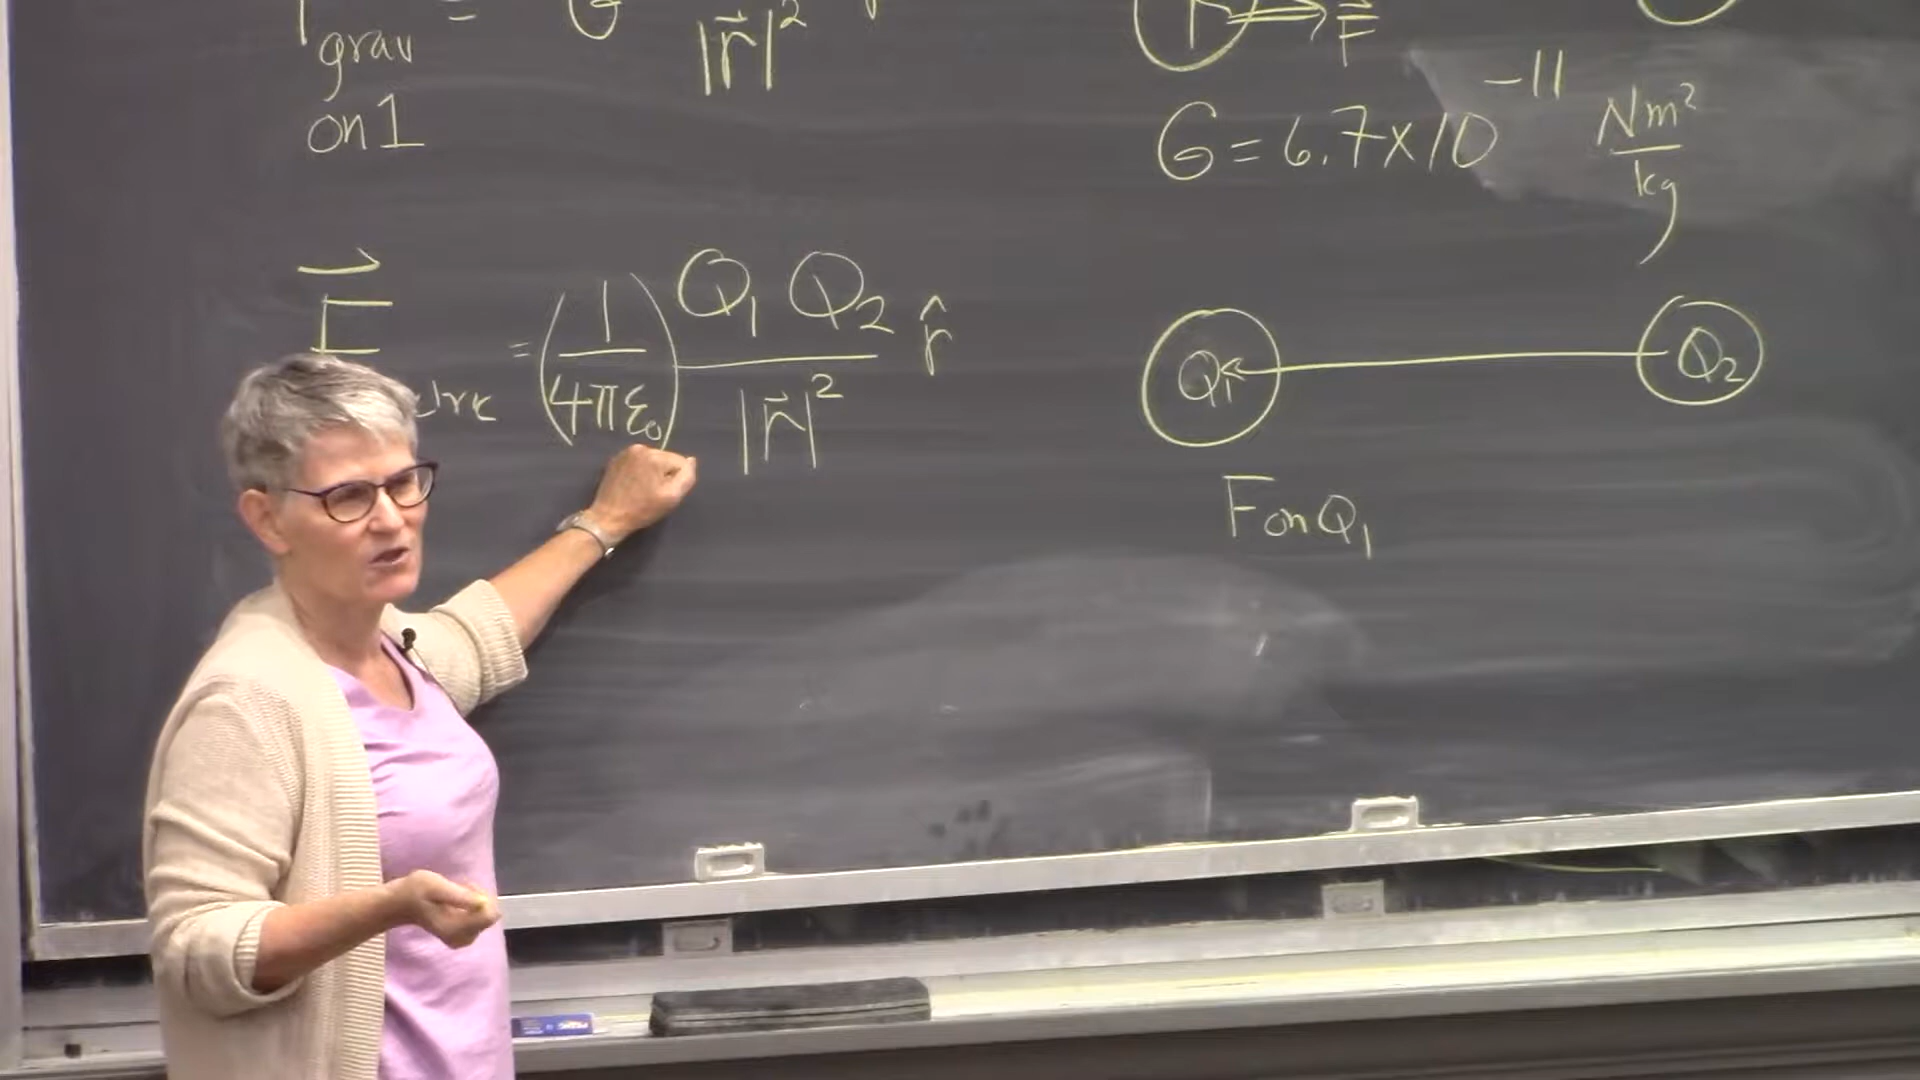 = G
grav |r⃗|²
on 1
F⃗
G = 6.7 x 10⁻¹¹ Nm²/kg
F⃗ = (1/4πε₀) Q₁ Q₂/|r⃗|² r̂
Q₁ Q₂
F on Q₁